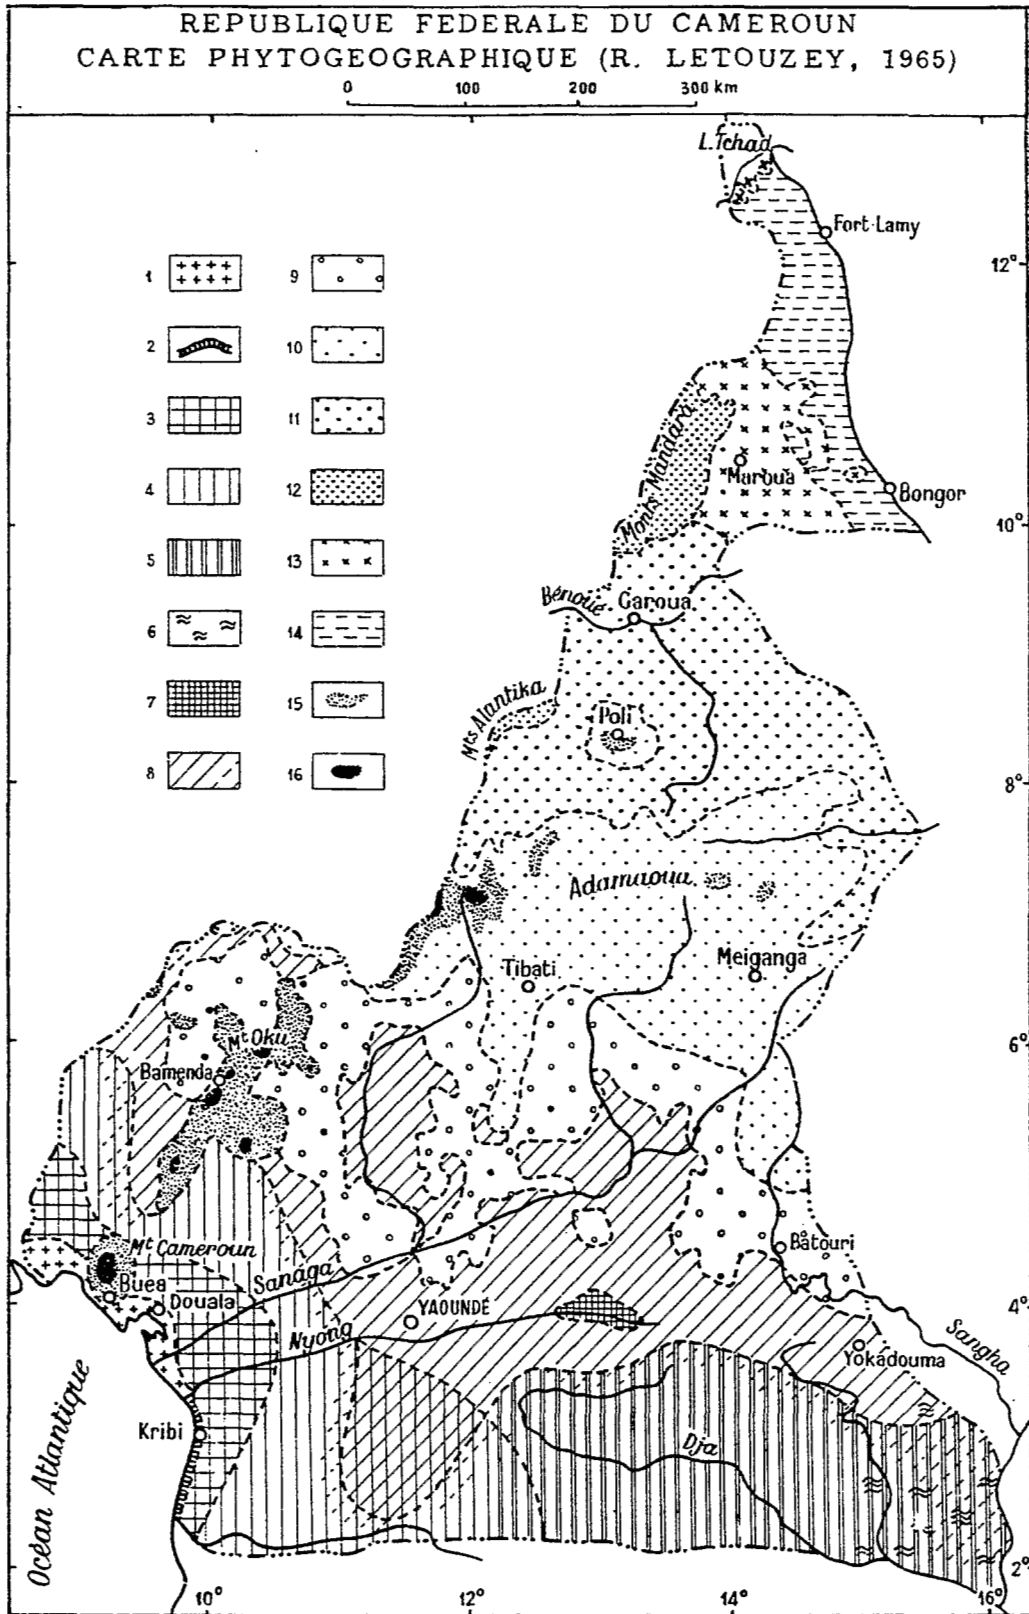 REPUBLIQUE FEDERALE DU CAMEROUN
CARTE PHYTOGEOGRAPHIQUE (R. LETOUZEY, 1965)
0 100 200 300 km
L. Tchad
Fort-Lamy
12°
1 9
2 10
3 11
4 12
5 13
6 14
7 15
8 16
Monts Mandara
Maroua
Bongor
10°
Bénoué
Garoua
Mts Alantika
Poli
8°
Adamaoua
Meiganga
Tibati
Mt Oku
6°
Bamenda
Mt Cameroun
Buea
Sanaga
Bâtouri
Douala
YAOUNDÉ
4°
Nyong
Sangha
Yokadouma
Kribi
Dja
Océan Atlantique
2°
10° 12° 14° 16°